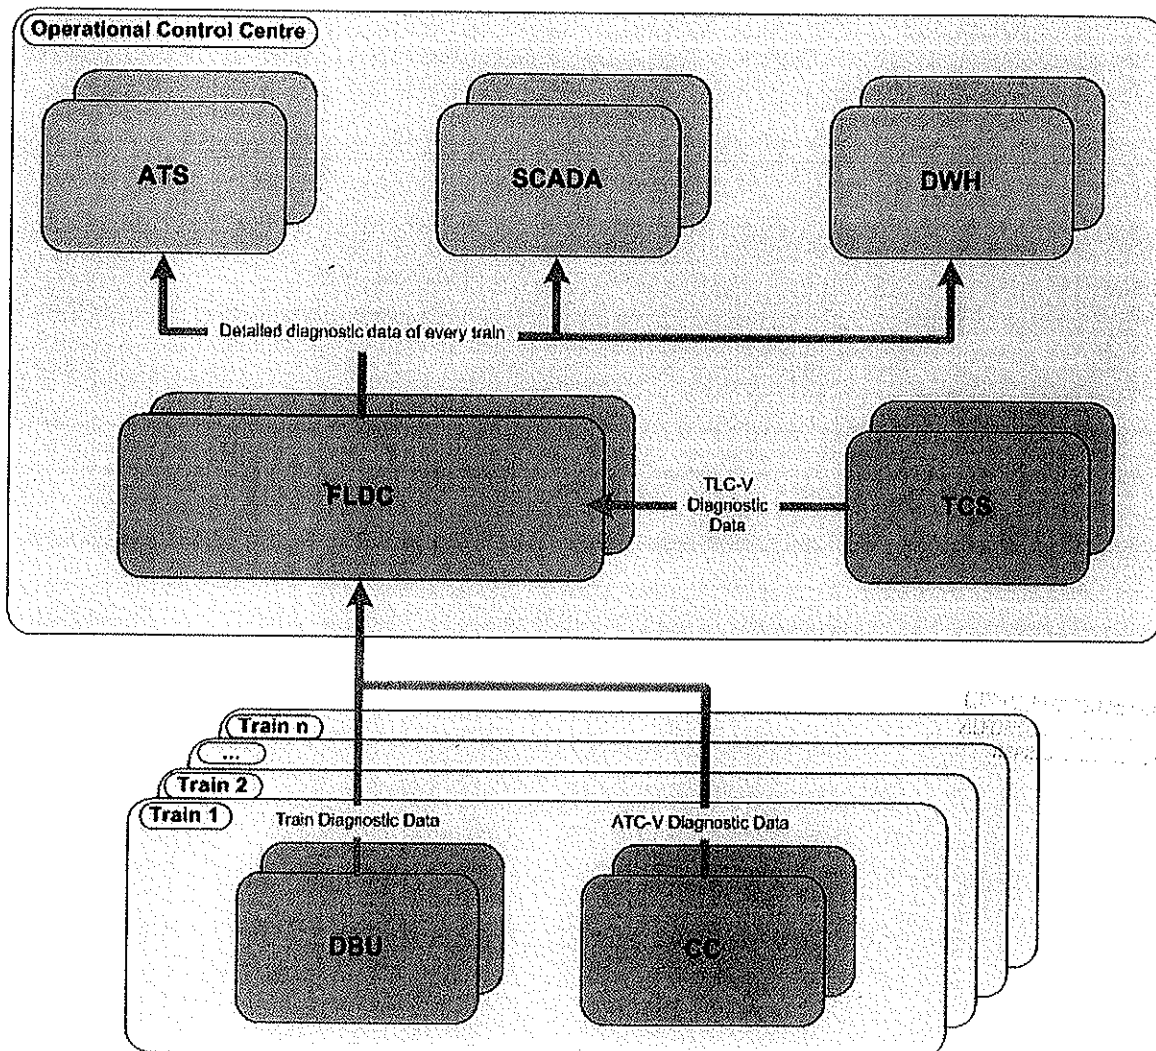 Operational Control Centre
ATS
SCADA
DWH
Detailed diagnostic data of every train
FLDC
TLC-V
Diagnostic
Data
TCS
Train n
...
Train 2
Train 1
Train Diagnostic Data
ATC-V Diagnostic Data
DBU
CC